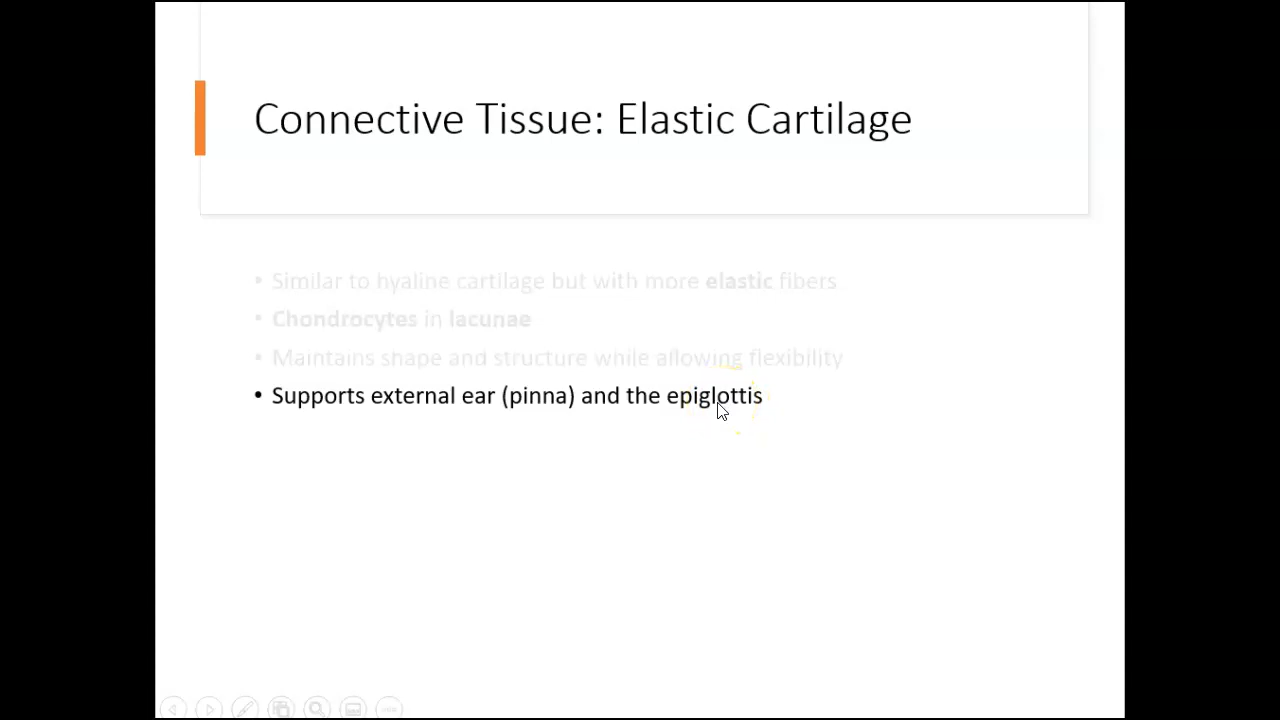 Connective Tissue: Elastic Cartilage
• Similar to hyaline cartilage but with more elastic fibers
• Chondrocytes in lacunae
• Maintains shape and structure while allowing flexibility
• Supports external ear (pinna) and the epiglottis